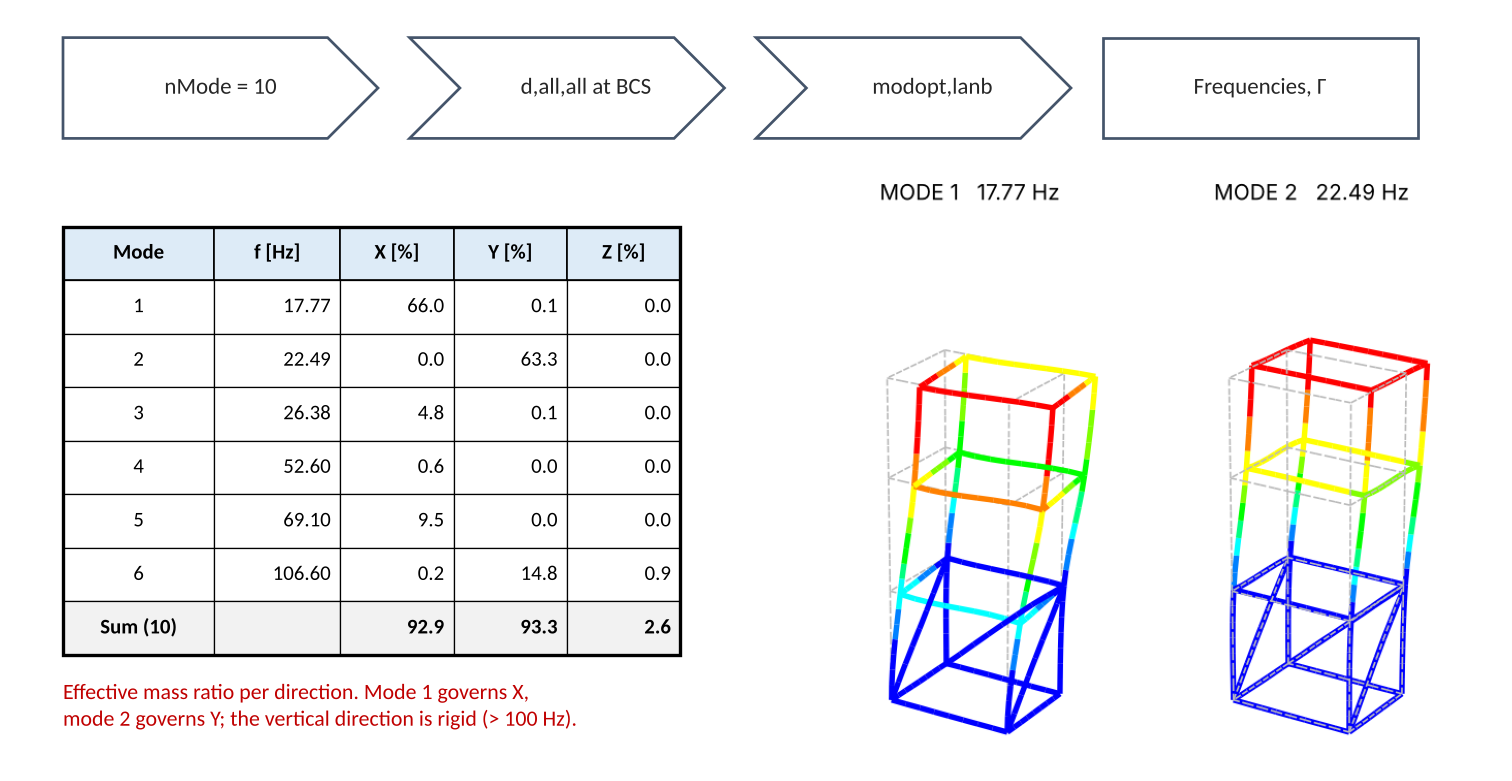 nMode = 10
d,all,all at BCS
modopt,lanb
Frequencies, Γ
MODE 1 17.77 Hz
MODE 2 22.49 Hz
Mode f [Hz] X [%] Y [%] Z [%]
1 17.77 66.0 0.1 0.0
2 22.49 0.0 63.3 0.0
3 26.38 4.8 0.1 0.0
4 52.60 0.6 0.0 0.0
5 69.10 9.5 0.0 0.0
6 106.60 0.2 14.8 0.9
Sum (10) 92.9 93.3 2.6
Effective mass ratio per direction. Mode 1 governs X,
mode 2 governs Y; the vertical direction is rigid (> 100 Hz).